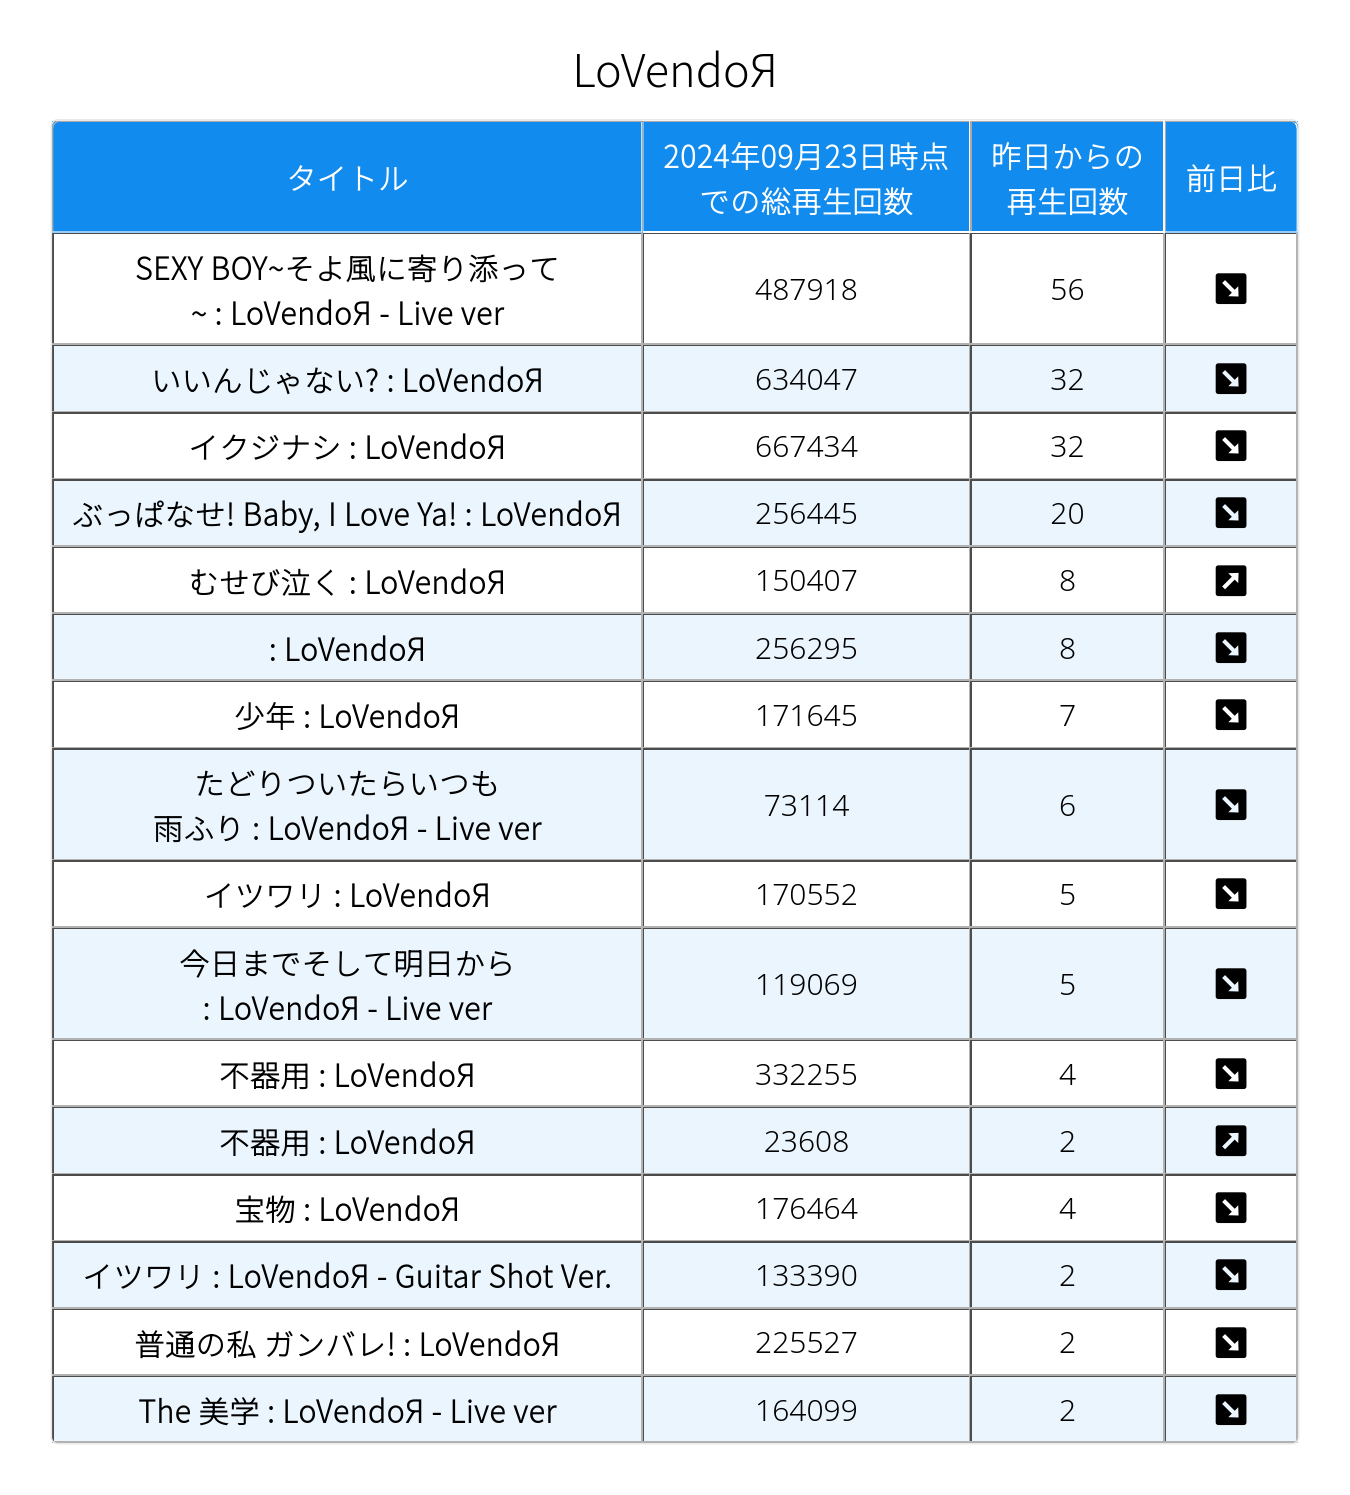 LoVendoЯ
タイトル
2024年09月23日時点
での総再生回数
昨日からの
再生回数
前日比
SEXY BOY~そよ風に寄り添って
~ : LoVendoЯ - Live ver
487918
56
いいんじゃない? : LoVendoЯ
634047
32
イクジナシ : LoVendoЯ
667434
32
ぶっぱなせ! Baby, I Love Ya! : LoVendoЯ
256445
20
むせび泣く : LoVendoЯ
150407
8
: LoVendoЯ
256295
8
少年 : LoVendoЯ
171645
7
たどりついたらいつも
雨ふり : LoVendoЯ - Live ver
73114
6
イツワリ : LoVendoЯ
170552
5
今日までそして明日から
: LoVendoЯ - Live ver
119069
5
不器用 : LoVendoЯ
332255
4
不器用 : LoVendoЯ
23608
2
宝物 : LoVendoЯ
176464
4
イツワリ : LoVendoЯ - Guitar Shot Ver.
133390
2
普通の私 ガンバレ! : LoVendoЯ
225527
2
The 美学 : LoVendoЯ - Live ver
164099
2